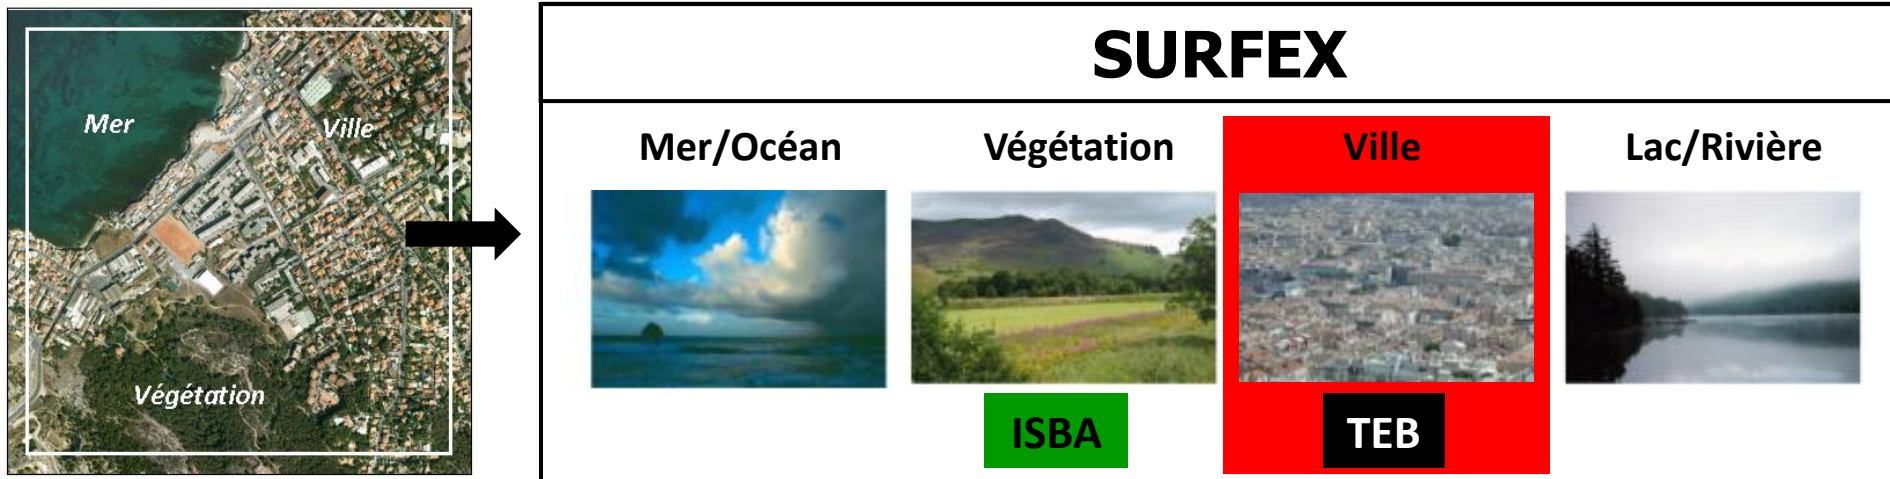 Mer
Ville
Végétation
SURFEX
Mer/Océan
Végétation
Ville
Lac/Rivière
ISBA
TEB